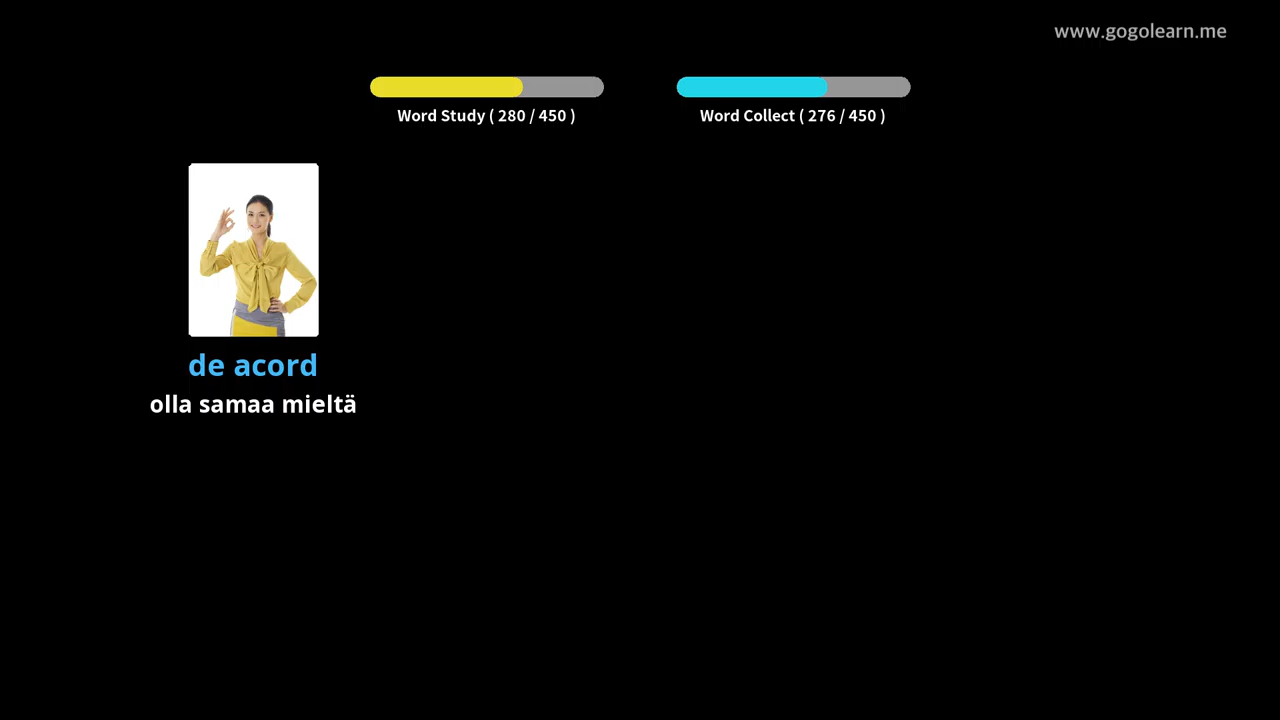 www.gogolearn.me
Word Study ( 280 / 450 )
Word Collect ( 276 / 450 )
de acord
olla samaa mieltä